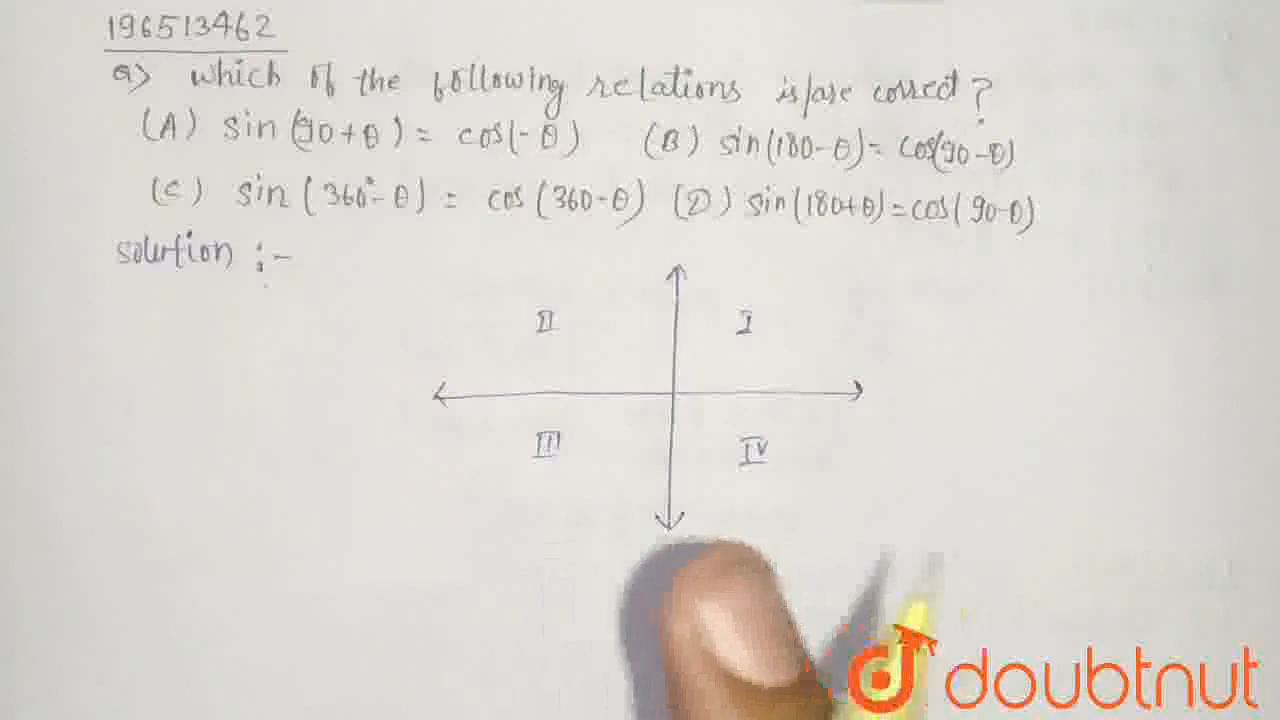 196513462
Q> which of the following relations is/are correct?
(A) sin(90+θ) = cos(-θ) (B) sin(180-θ)= cos(90-θ)
(C) sin(360°-θ) = cos(360-θ) (D) sin(180+θ)=cos(90-θ)
solution :-
II I
III IV
doubtnut